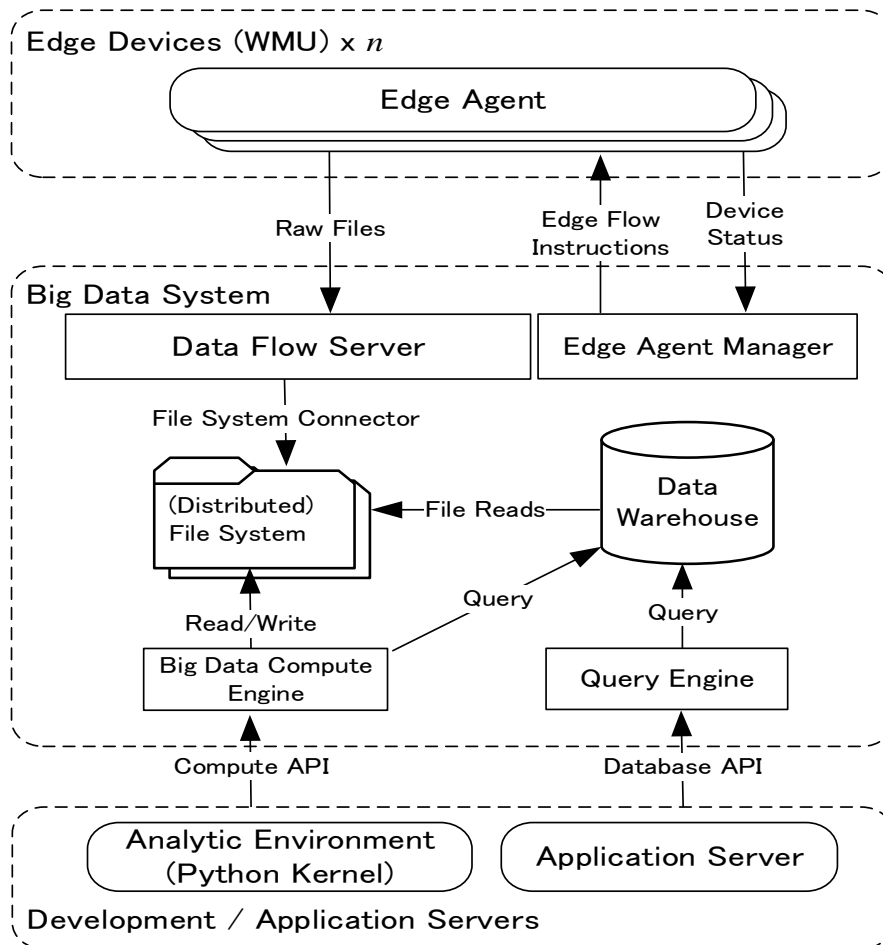 Edge Devices (WMU) x n
Edge Agent
Raw Files
Edge Flow
Instructions
Device
Status
Big Data System
Data Flow Server
Edge Agent Manager
File System Connector
(Distributed)
File System
File Reads
Data
Warehouse
Query
Query
Read/Write
Big Data Compute
Engine
Query Engine
Compute API
Database API
Analytic Environment
(Python Kernel)
Application Server
Development / Application Servers